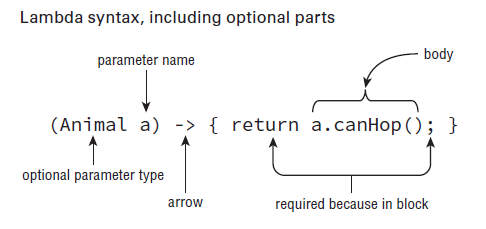 Lambda syntax, including optional parts
parameter name
body
(Animal a) -> { return a.canHop(); }
optional parameter type
arrow
required because in block